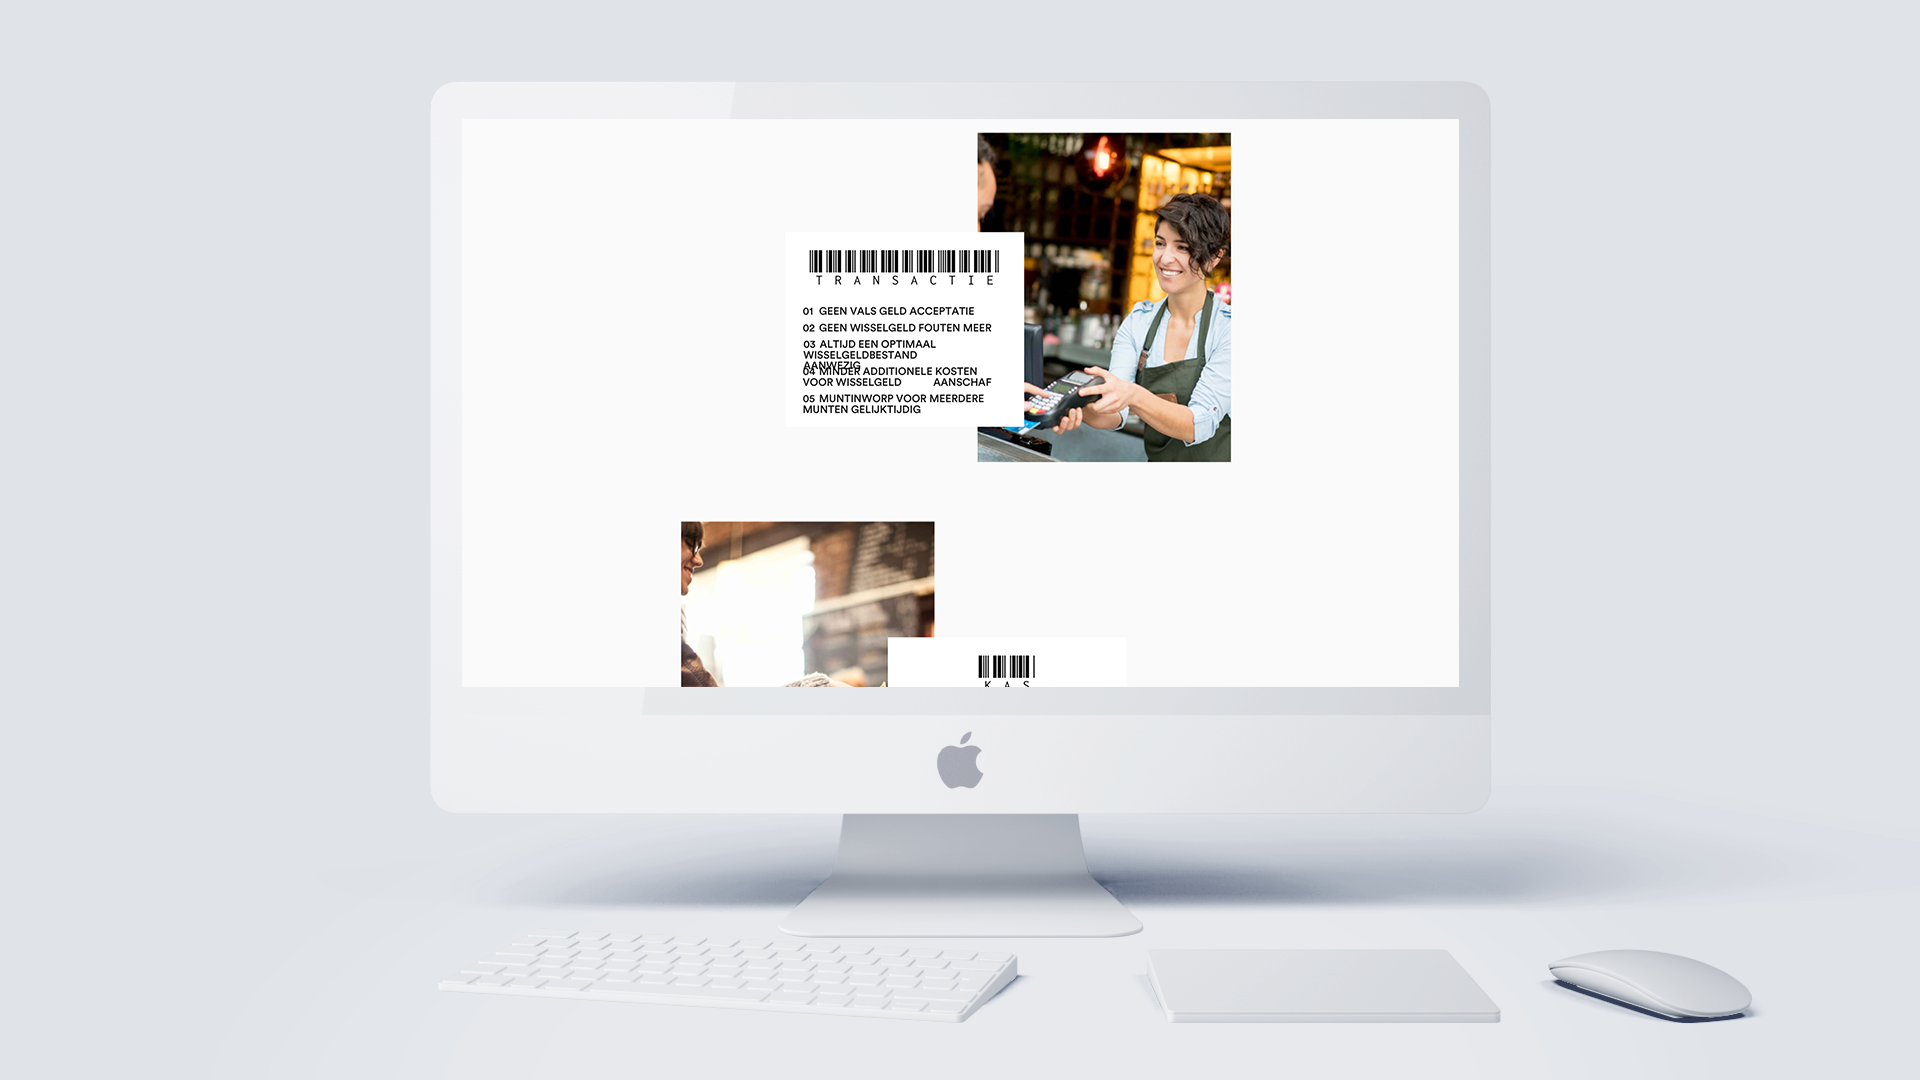 TRANSACTIE
01 GEEN VALS GELD ACCEPTATIE
02 GEEN WISSELGELD FOUTEN MEER
03 ALTIJD EEN OPTIMAAL
WISSELGELDBESTAND
AANWEZIG
04 MINDER ADDITIONELE KOSTEN
VOOR WISSELGELD AANSCHAF
05 MUNTINWORP VOOR MEERDERE
MUNTEN GELIJKTIJDIG
KAS